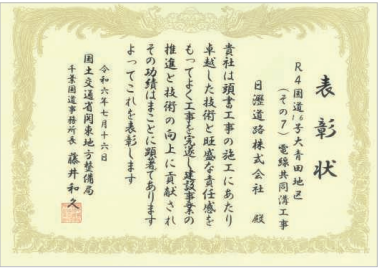 表彰状
R4国道16号大青田地区
(その7)電線共同溝工事
日瀝道路株式会社 殿
貴社は頭書工事の施工にあたり
卓越した技術と旺盛な責任感を
もってよく工事を完遂し建設事業の
推進と技術の向上に貢献され
その功績はまことに顕著であります
よってこれを表彰します
令和六年七月十六日
国土交通省関東地方整備局
千葉国道事務所長 藤井和久